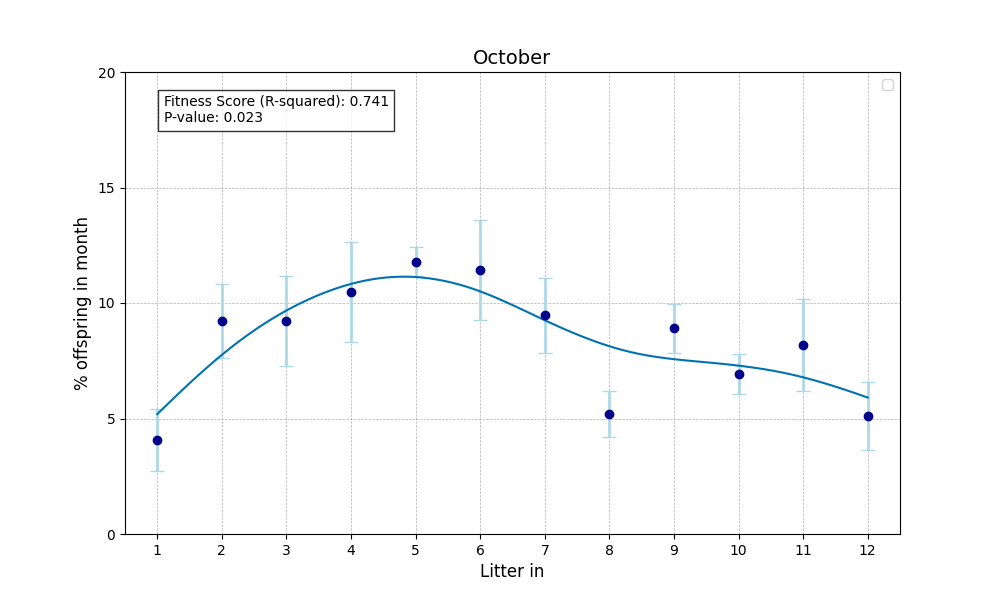 October
Fitness Score (R-squared): 0.741
P-value: 0.023
% offspring in month
20
15
10
5
0
1 2 3 4 5 6 7 8 9 10 11 12
Litter in